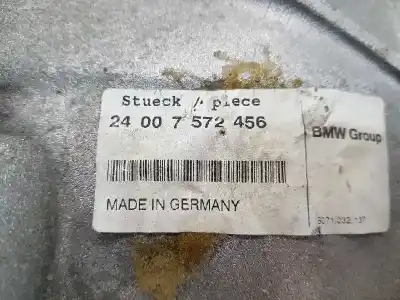 Stueck / piece
24 00 7 572 456
BMW Group
MADE IN GERMANY